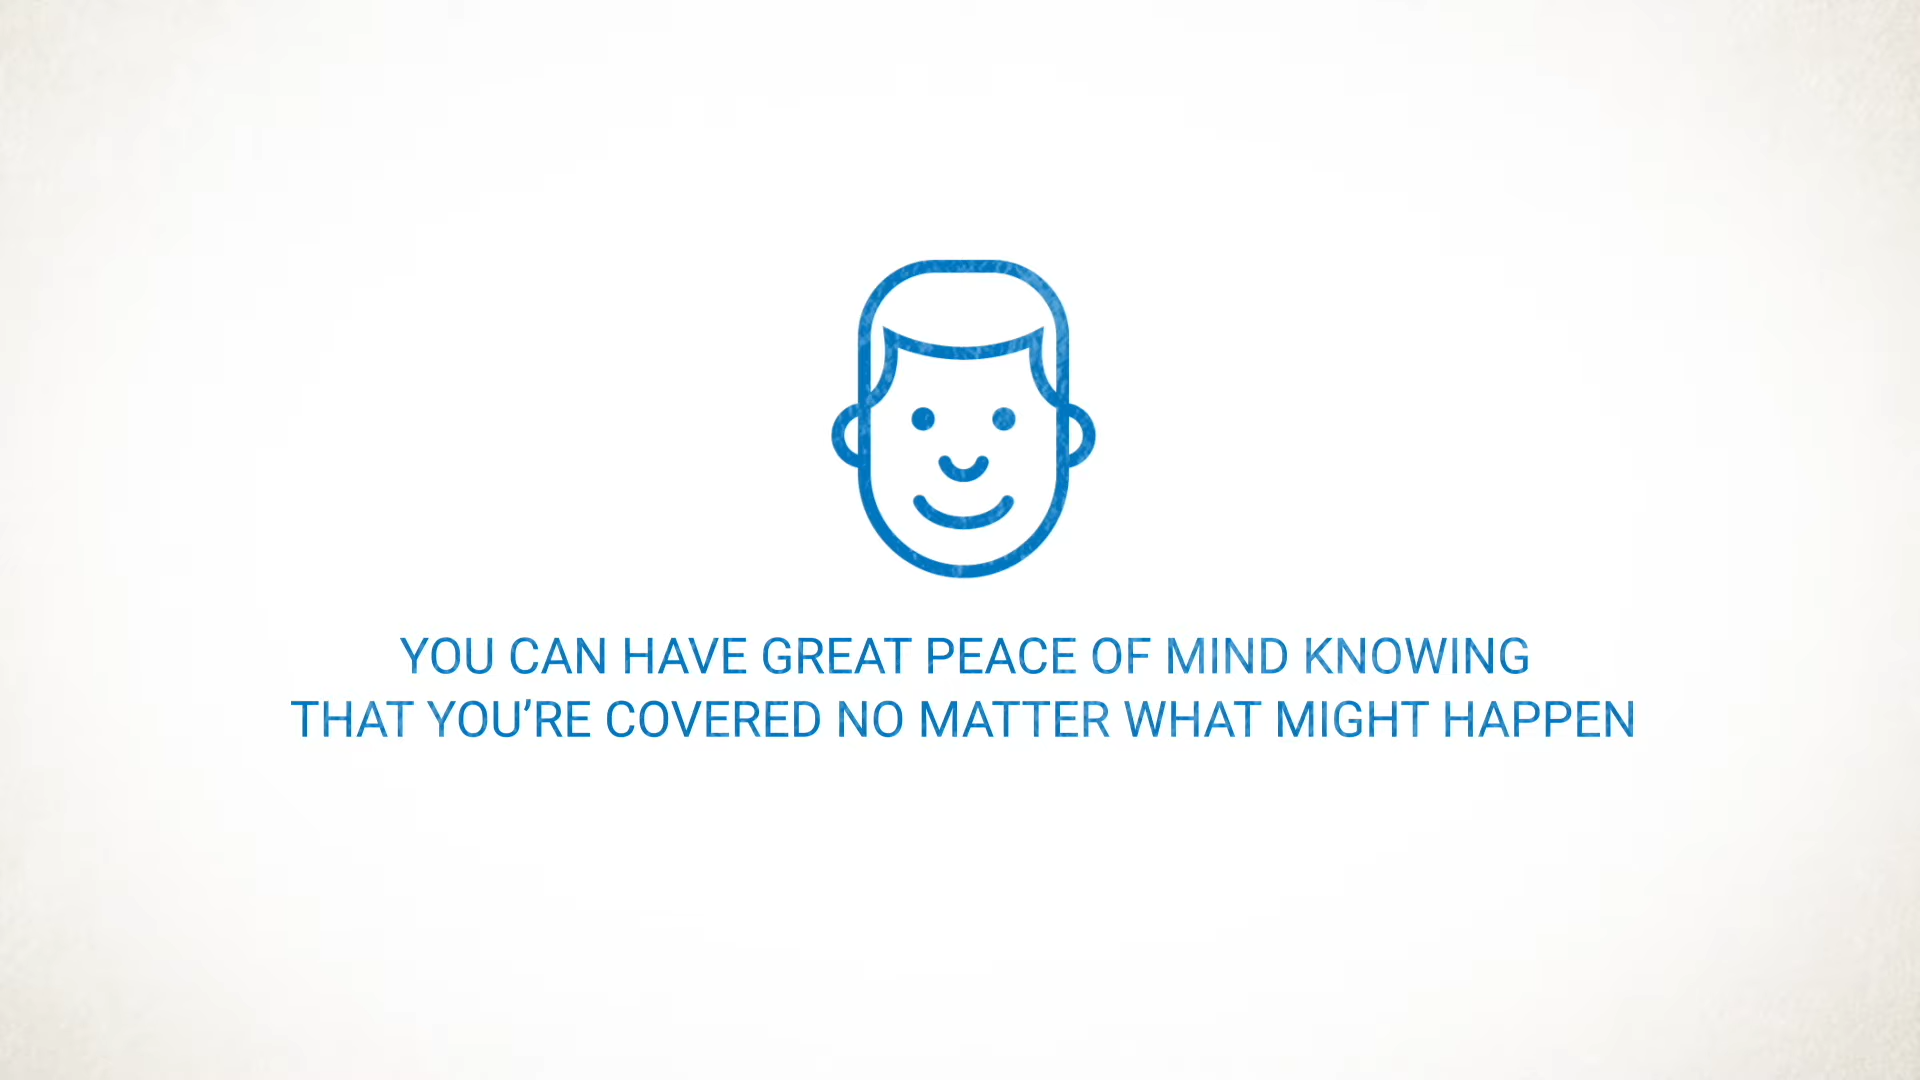 YOU CAN HAVE GREAT PEACE OF MIND KNOWING
THAT YOU’RE COVERED NO MATTER WHAT MIGHT HAPPEN